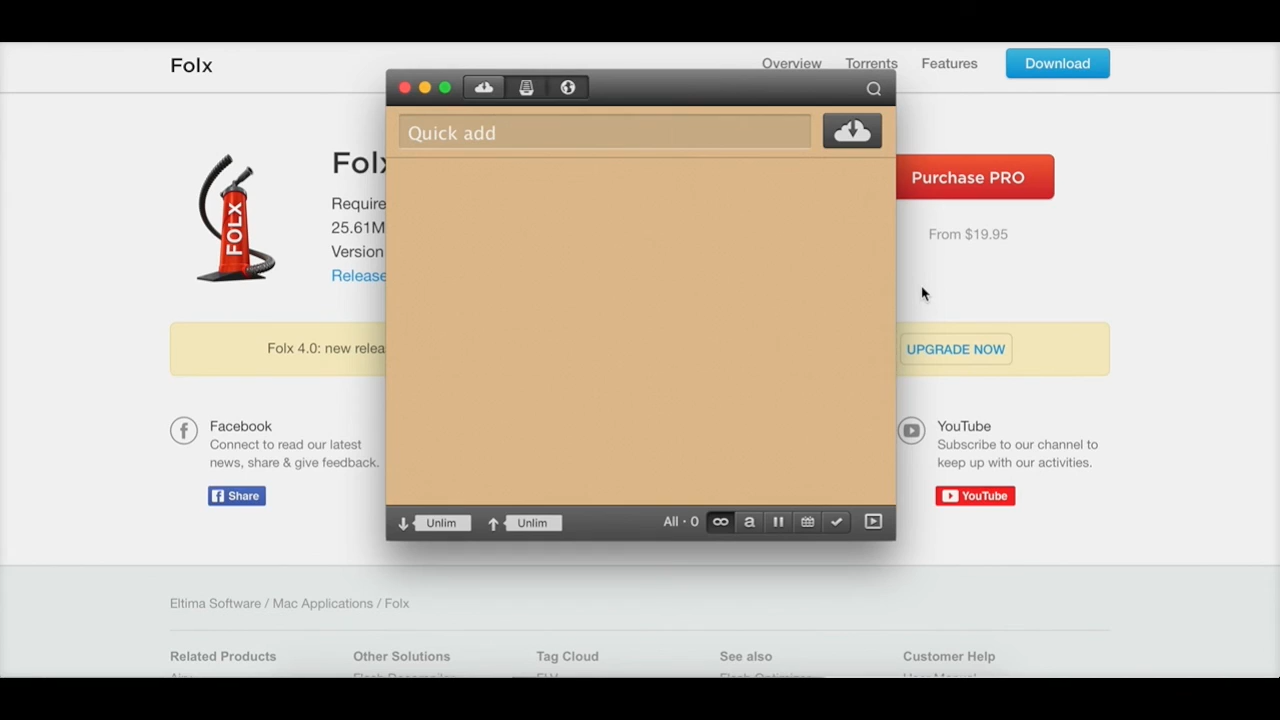 Folx
Overview Torrents Features Download
Quick add
FOLX
Folx
Require
25.61M
Version
Release
Purchase PRO
From $19.95
Folx 4.0: new relea
UPGRADE NOW
Facebook
Connect to read our latest
news, share & give feedback.
Share
YouTube
Subscribe to our channel to
keep up with our activities.
YouTube
Unlim Unlim All · 0 a
Eltima Software / Mac Applications / Folx
Related Products Other Solutions Tag Cloud See also Customer Help